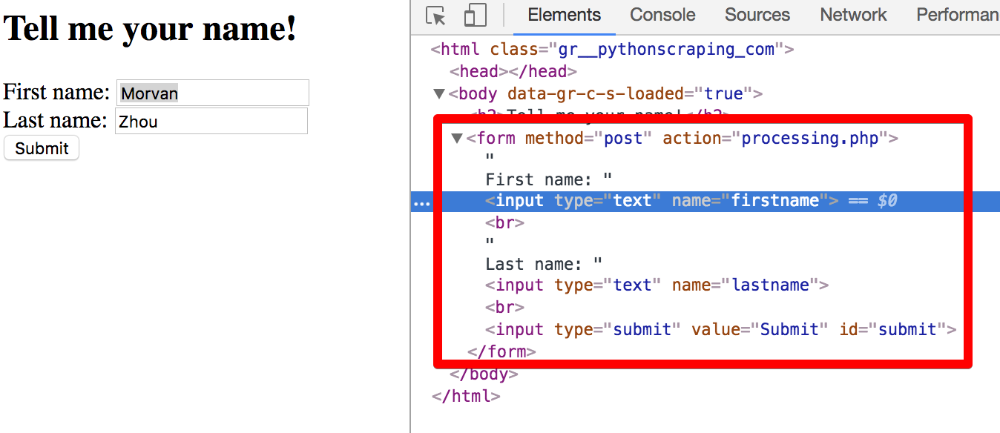 Tell me your name!
First name: Morvan
Last name: Zhou
Submit
Elements Console Sources Network Performan
<html class="gr__pythonscraping_com">
<head></head>
▼<body data-gr-c-s-loaded="true">
<h2>Tell me your name!</h2>
▼<form method="post" action="processing.php">
"
First name: "
... <input type="text" name="firstname"> == $0
<br>
"
Last name: "
<input type="text" name="lastname">
<br>
<input type="submit" value="Submit" id="submit">
</form>
</body>
</html>